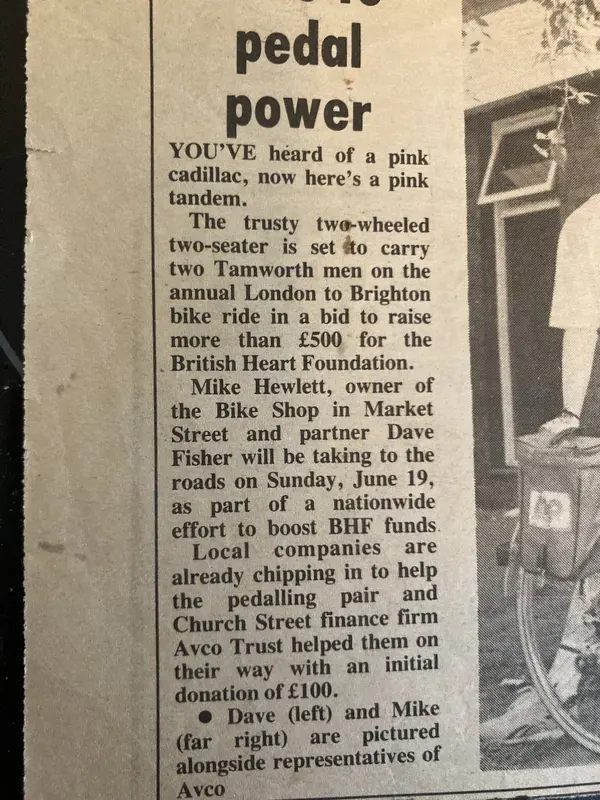 pedal
power
YOU'VE heard of a pink
cadillac, now here's a pink
tandem.
The trusty two-wheeled
two-seater is set to carry
two Tamworth men on the
annual London to Brighton
bike ride in a bid to raise
more than £500 for the
British Heart Foundation.
Mike Hewlett, owner of
the Bike Shop in Market
Street and partner Dave
Fisher will be taking to the
roads on Sunday, June 19,
as part of a nationwide
effort to boost BHF funds.
Local companies are
already chipping in to help
the pedalling pair and
Church Street finance firm
Avco Trust helped them on
their way with an initial
donation of £100.
● Dave (left) and Mike
(far right) are pictured
alongside representatives of
Avco